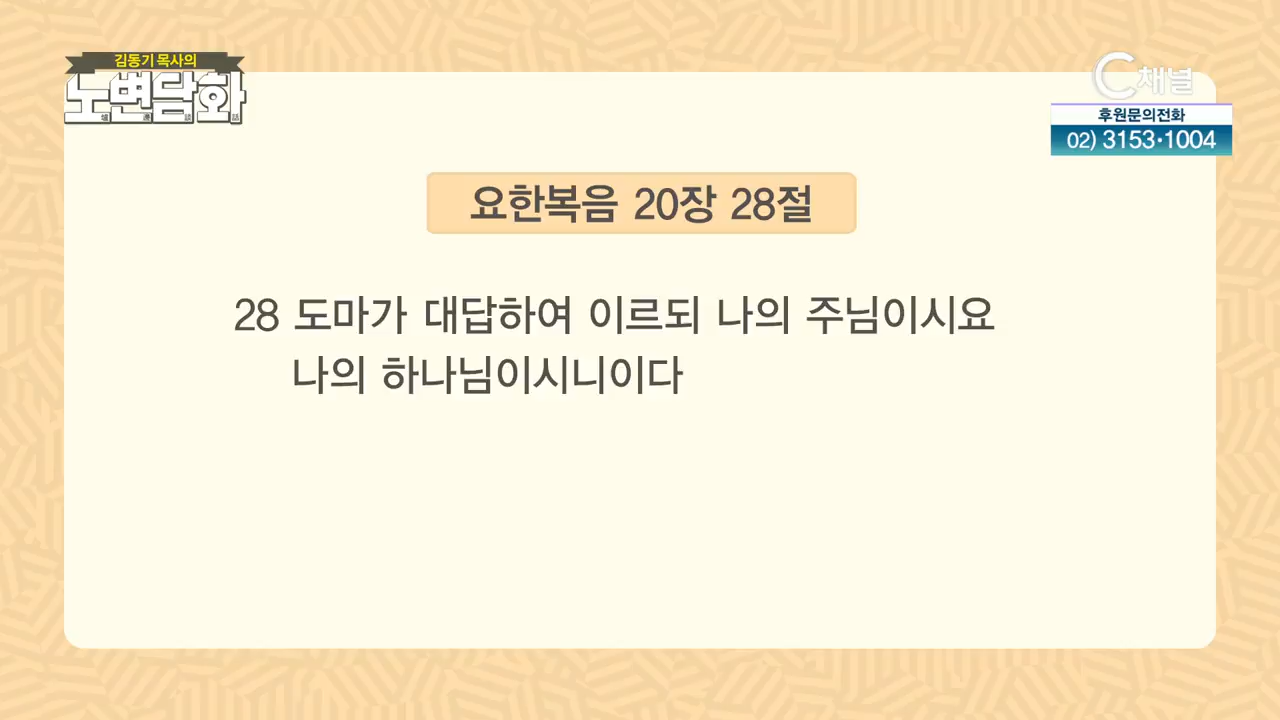 김동기 목사의
노변담화
C채널
후원문의전화
02) 3153·1004
요한복음 20장 28절
28 도마가 대답하여 이르되 나의 주님이시요
나의 하나님이시니이다